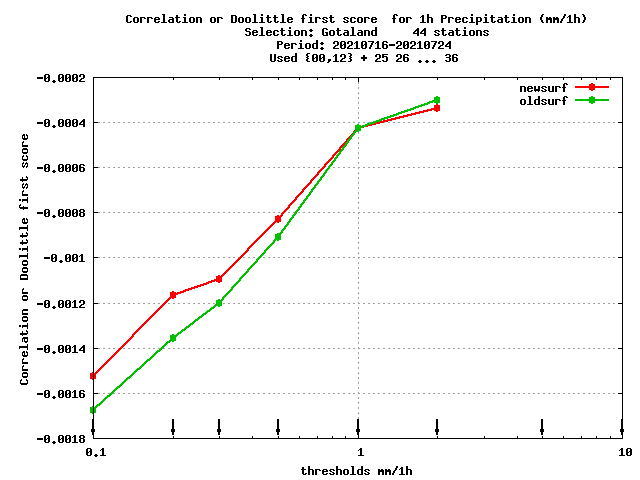 Correlation or Doolittle first score  for 1h Precipitation (mm/1h)
Selection: Gotaland     44 stations
Period: 20210716-20210724
Used {00,12} + 25 26 ... 36
newsurf
oldsurf
Correlation or Doolittle first score
-0.0002
-0.0004
-0.0006
-0.0008
-0.001
-0.0012
-0.0014
-0.0016
-0.0018
0.1
1
10
thresholds mm/1h